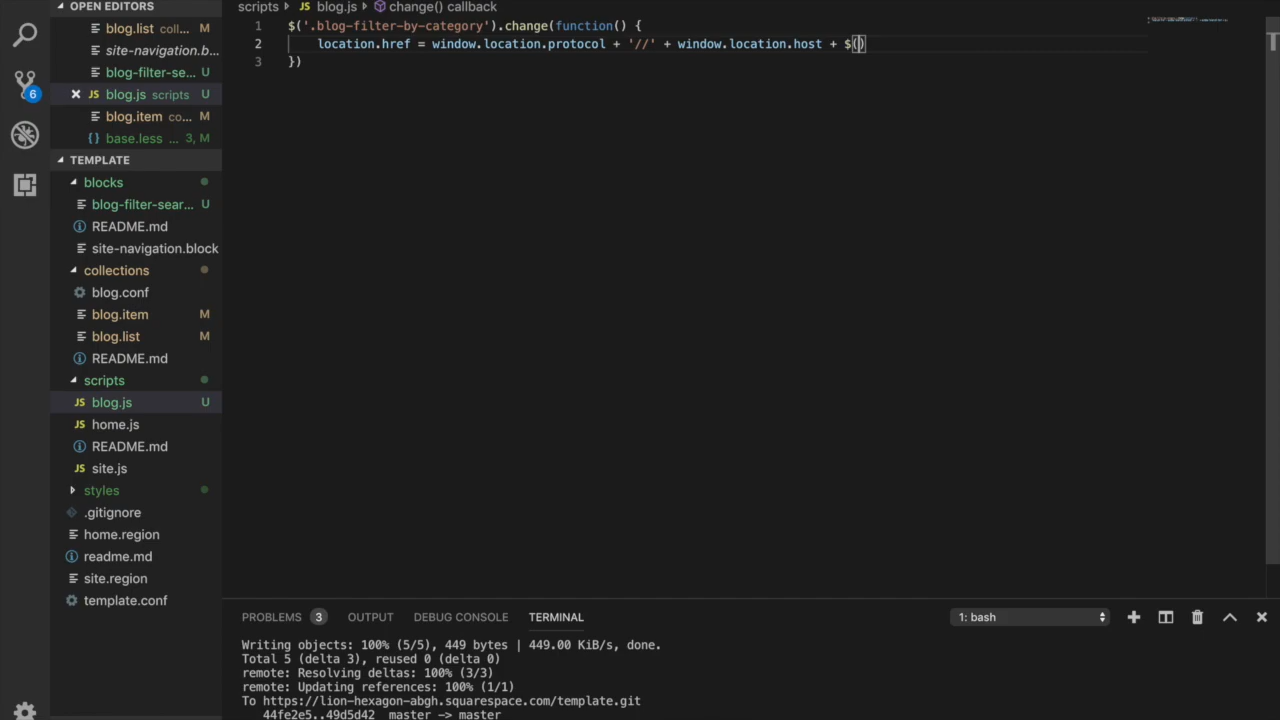 OPEN EDITORS
blog.list coll... M
site-navigation.b...
blog-filter-se... U
JS blog.js scripts U
blog.item co... M
{} base.less ... 3, M
TEMPLATE
blocks
blog-filter-sear... U
README.md
site-navigation.block
collections
blog.conf
blog.item M
blog.list M
README.md
scripts
JS blog.js U
JS home.js
README.md
JS site.js
styles
.gitignore
home.region
readme.md
site.region
template.conf
6
scripts JS blog.js change() callback
1 $('.blog-filter-by-category').change(function() {
2 location.href = window.location.protocol + '//' + window.location.host + $()
3 })
PROBLEMS 3 OUTPUT DEBUG CONSOLE TERMINAL 1: bash
Writing objects: 100% (5/5), 449 bytes | 449.00 KiB/s, done.
Total 5 (delta 3), reused 0 (delta 0)
remote: Resolving deltas: 100% (3/3)
remote: Updating references: 100% (1/1)
To https://lion-hexagon-abgh.squarespace.com/template.git
44fe2e5..49d5d42 master -> master